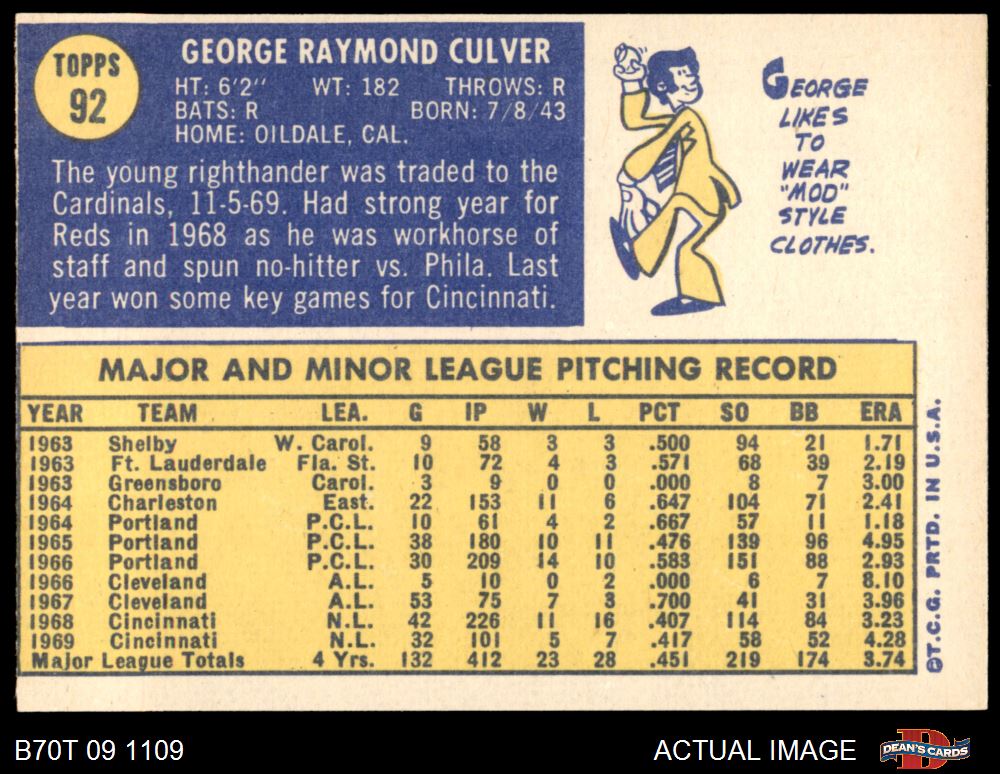 TOPPS
92
GEORGE RAYMOND CULVER
HT: 6'2" WT: 182 THROWS: R
BATS: R BORN: 7/8/43
HOME: OILDALE, CAL.
The young righthander was traded to the
Cardinals, 11-5-69. Had strong year for
Reds in 1968 as he was workhorse of
staff and spun no-hitter vs. Phila. Last
year won some key games for Cincinnati.
GEORGE
LIKES
TO
WEAR
"MOD"
STYLE
CLOTHES.
MAJOR AND MINOR LEAGUE PITCHING RECORD
YEAR TEAM LEA. G IP W L PCT SO BB ERA
1963 Shelby W. Carol. 9 58 3 3 .500 94 21 1.71
1963 Ft. Lauderdale Fla. St. 10 72 4 3 .571 68 39 2.19
1963 Greensboro Carol. 3 9 0 0 .000 8 7 3.00
1964 Charleston East. 22 153 11 6 .647 104 71 2.41
1964 Portland P.C.L. 10 61 4 2 .667 57 11 1.18
1965 Portland P.C.L. 38 180 10 11 .476 139 96 4.95
1966 Portland P.C.L. 30 209 14 10 .583 151 88 2.93
1966 Cleveland A.L. 5 10 0 2 .000 6 7 8.10
1967 Cleveland A.L. 53 75 7 3 .700 41 31 3.96
1968 Cincinnati N.L. 42 226 11 16 .407 114 84 3.23
1969 Cincinnati N.L. 32 101 5 7 .417 58 52 4.28
Major League Totals 4 Yrs. 132 412 23 28 .451 219 174 3.74
©T.C.G. PRTD. IN U.S.A.
B70T 09 1109
ACTUAL IMAGE
DEAN'S CARDS